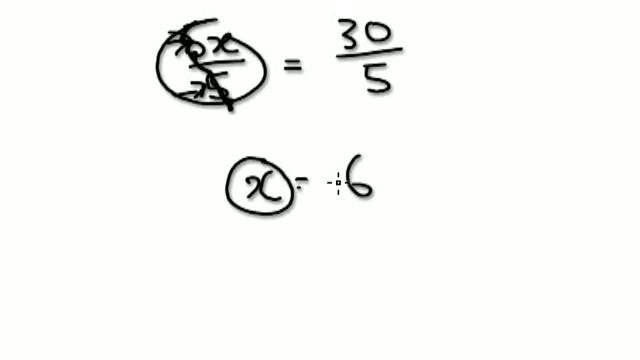 5x/5 = 30/5
x = 6